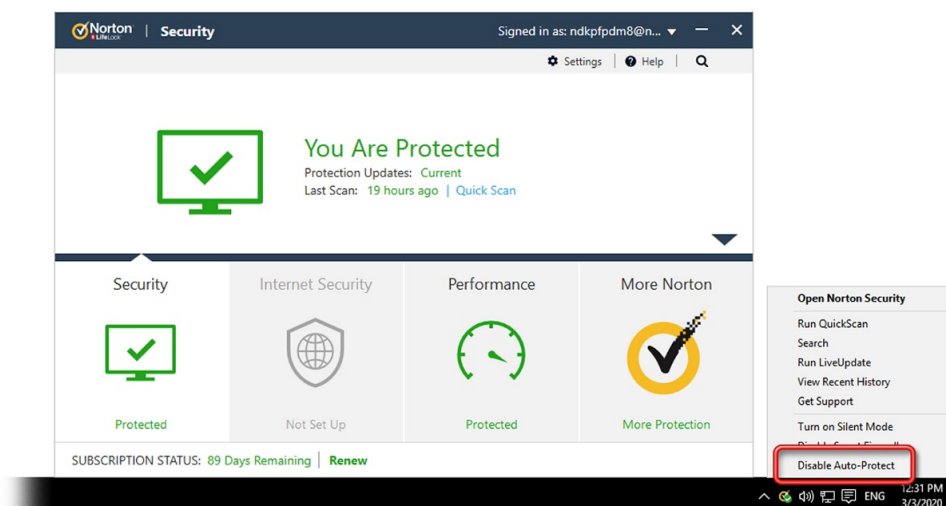 Norton | Security
LifeLock
Signed in as: ndkpfpdm8@n...
Settings | Help |
You Are Protected
Protection Updates: Current
Last Scan: 19 hours ago | Quick Scan
Security
Internet Security
Performance
More Norton
Protected
Not Set Up
Protected
More Protection
SUBSCRIPTION STATUS: 89 Days Remaining | Renew
Open Norton Security
Run QuickScan
Search
Run LiveUpdate
View Recent History
Get Support
Turn on Silent Mode
Disable Auto-Protect
ENG
12:31 PM
3/3/2020